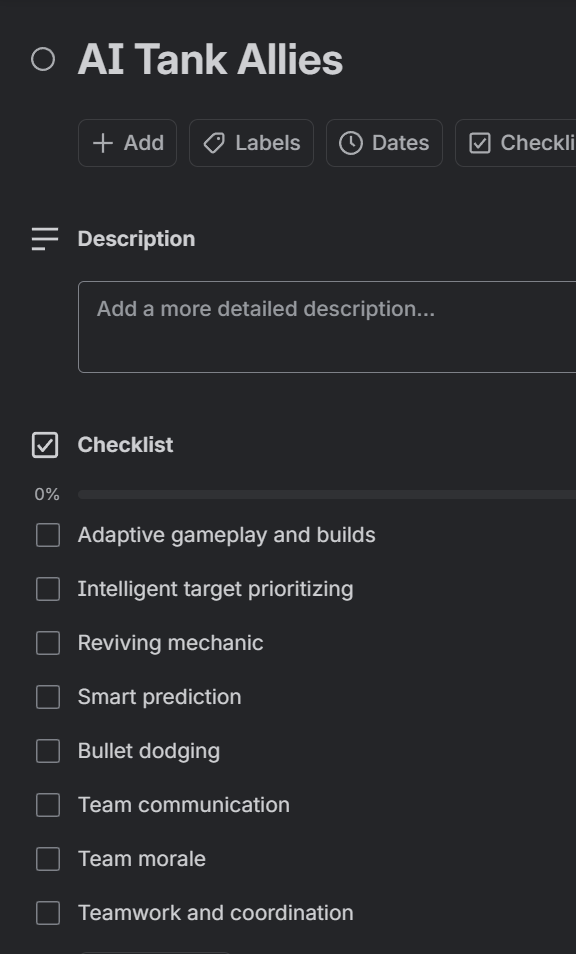 AI Tank Allies
Add Labels Dates Checkli
Description
Add a more detailed description...
Checklist
0%
Adaptive gameplay and builds
Intelligent target prioritizing
Reviving mechanic
Smart prediction
Bullet dodging
Team communication
Team morale
Teamwork and coordination